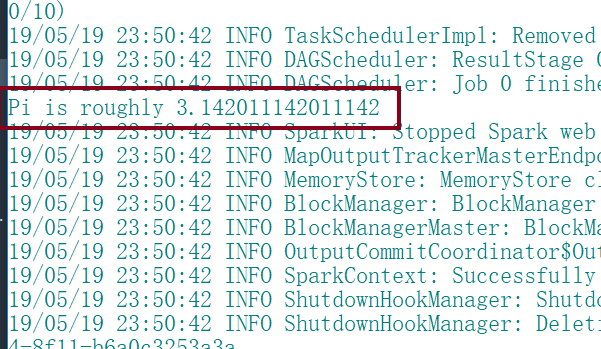 0/10)
19/05/19 23:50:42 INFO TaskSchedulerImpl: Removed
19/05/19 23:50:42 INFO DAGScheduler: ResultStage
19/05/19 23:50:42 INFO DAGScheduler: Job 0 finishe
Pi is roughly 3.142011142011142
19/05/19 23:50:42 INFO SparkUI: Stopped Spark web
19/05/19 23:50:42 INFO MapOutputTrackerMasterEndpo
19/05/19 23:50:42 INFO MemoryStore: MemoryStore cl
19/05/19 23:50:42 INFO BlockManager: BlockManager
19/05/19 23:50:42 INFO BlockManagerMaster: BlockMa
19/05/19 23:50:42 INFO OutputCommitCoordinator$Out
19/05/19 23:50:42 INFO SparkContext: Successfully
19/05/19 23:50:42 INFO ShutdownHookManager: Shutdo
19/05/19 23:50:42 INFO ShutdownHookManager: Deleti
4-8f11-b6a0c3253a3a